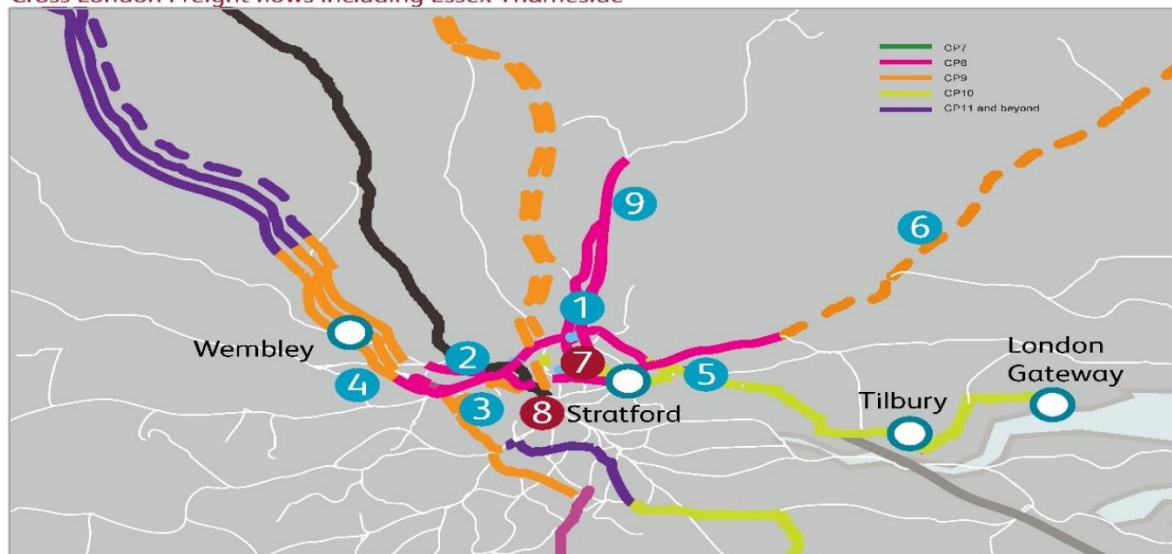 Cross London Freight flows including Essex Thameside
CP7
CP8
CP9
CP10
CP11 and beyond
9
6
1
Wembley
2
7
London
Gateway
4
5
3
Tilbury
8
Stratford